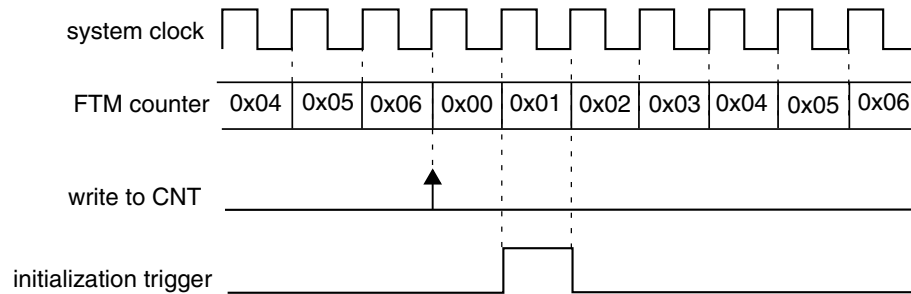 system clock
FTM counter 0x04 0x05 0x06 0x00 0x01 0x02 0x03 0x04 0x05 0x06
write to CNT
initialization trigger